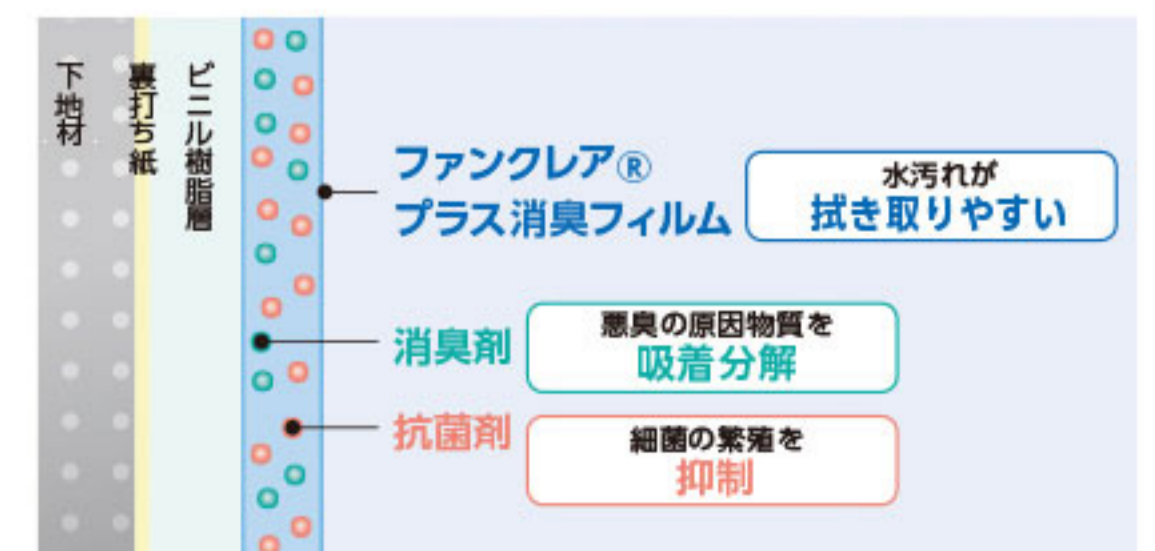 下地材
裏打ち紙
ビニル樹脂層
ファンクレア®
プラス消臭フィルム
水汚れが
拭き取りやすい
消臭剤
悪臭の原因物質を
吸着分解
抗菌剤
細菌の繁殖を
抑制